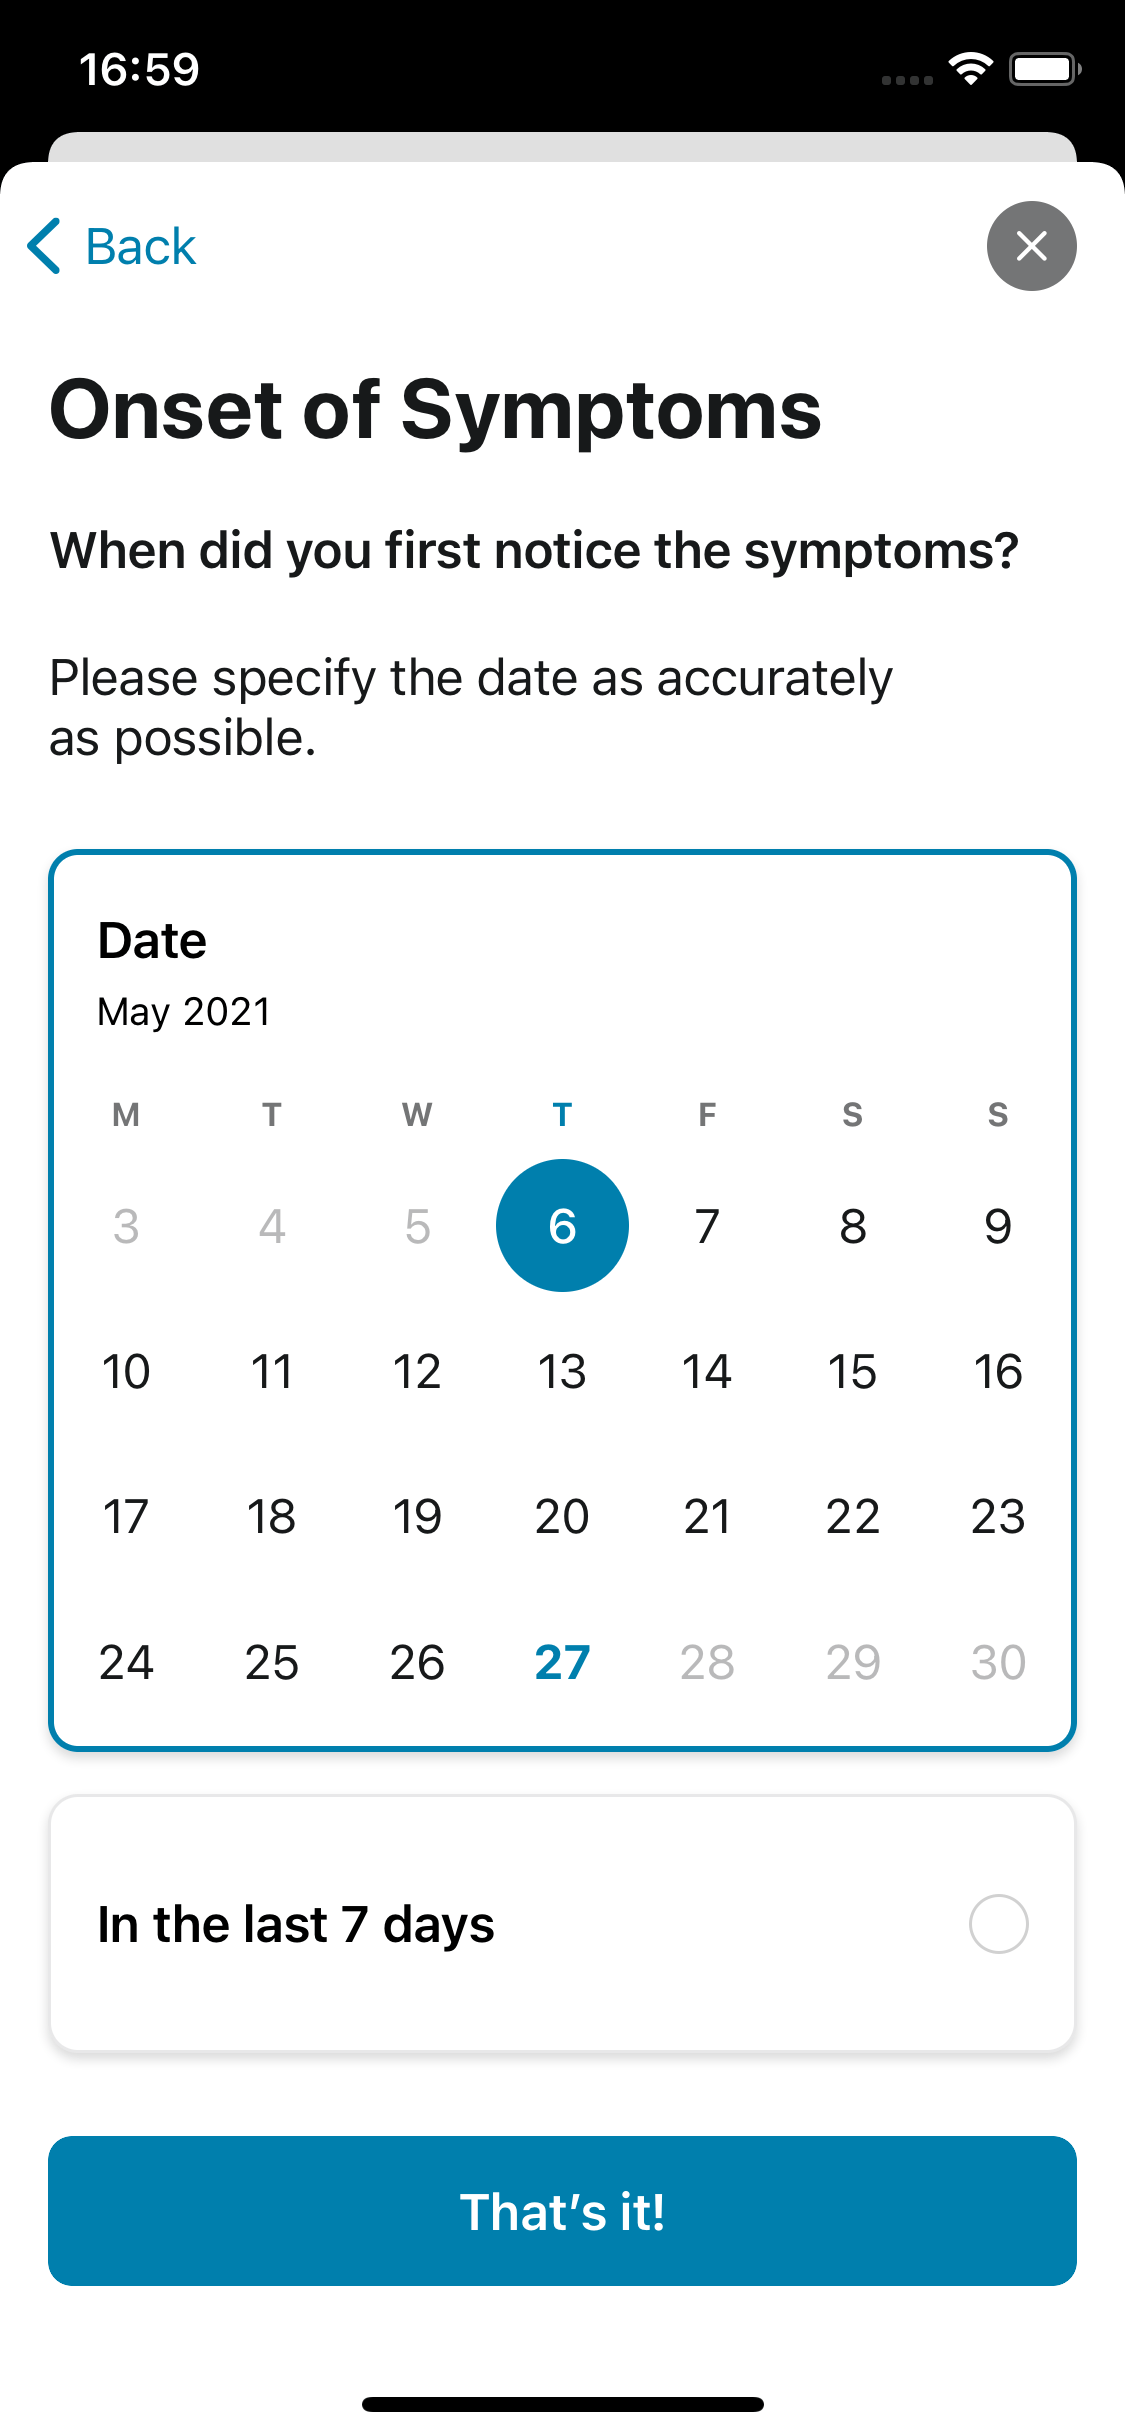 16:59
Back
Onset of Symptoms
When did you first notice the symptoms?
Please specify the date as accurately
as possible.
Date
May 2021
M T W T F S S
3 4 5 6 7 8 9
10 11 12 13 14 15 16
17 18 19 20 21 22 23
24 25 26 27 28 29 30
In the last 7 days
That’s it!